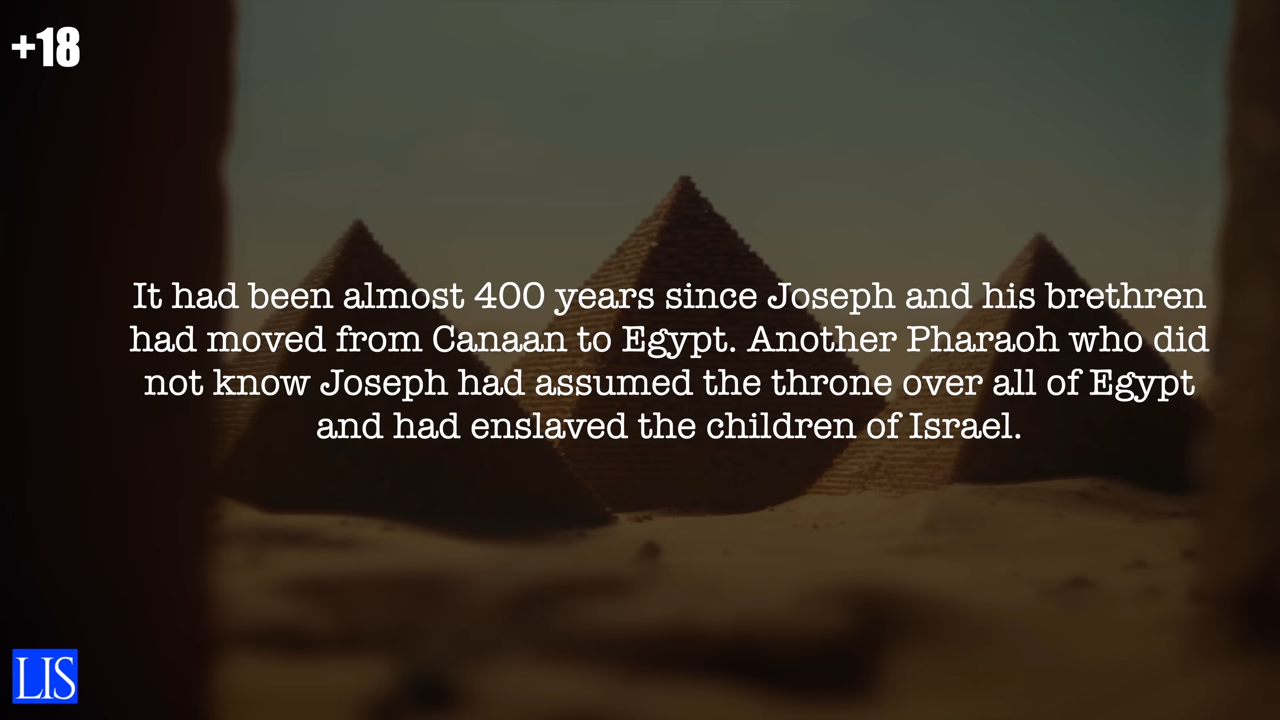 +18
It had been almost 400 years since Joseph and his brethren
had moved from Canaan to Egypt. Another Pharaoh who did
not know Joseph had assumed the throne over all of Egypt
and had enslaved the children of Israel.
LIS